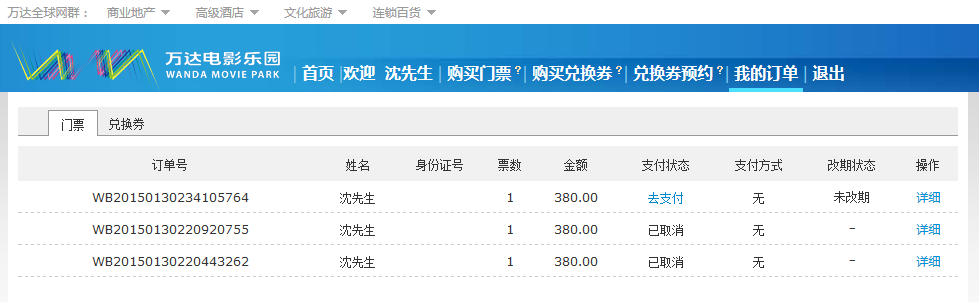 万达全球网群： 商业地产 高级酒店 文化旅游 连锁百货
万达电影乐园
WANDA MOVIE PARK
首页 | 欢迎 沈先生 | 购买门票? | 购买兑换券? | 兑换券预约? | 我的订单 | 退出
门票 兑换券
订单号 姓名 身份证号 票数 金额 支付状态 支付方式 改期状态 操作
WB20150130234105764 沈先生 1 380.00 去支付 无 未改期 详细
WB20150130220920755 沈先生 1 380.00 已取消 无 - 详细
WB20150130220443262 沈先生 1 380.00 已取消 无 - 详细